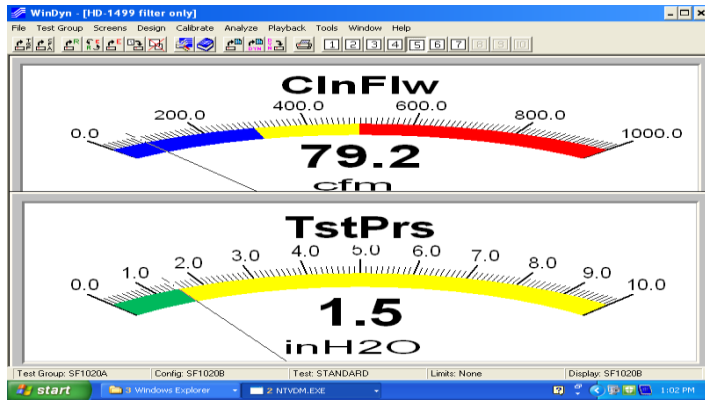 WinDyn - [HD-1499 filter only]
File Test Group Screens Design Calibrate Analyze Playback Tools Window Help
1 2 3 4 5 6 7 8 9 10
ClnFlw
0.0 200.0 400.0 600.0 800.0 1000.0
79.2
cfm
TstPrs
0.0 1.0 2.0 3.0 4.0 5.0 6.0 7.0 8.0 9.0 10.0
1.5
inH2O
Test Group: SF1020A Config: SF1020B Test: STANDARD Limits: None Display: SF1020B
start 3 Windows Explorer 2 NTVDM.EXE 1:02 PM